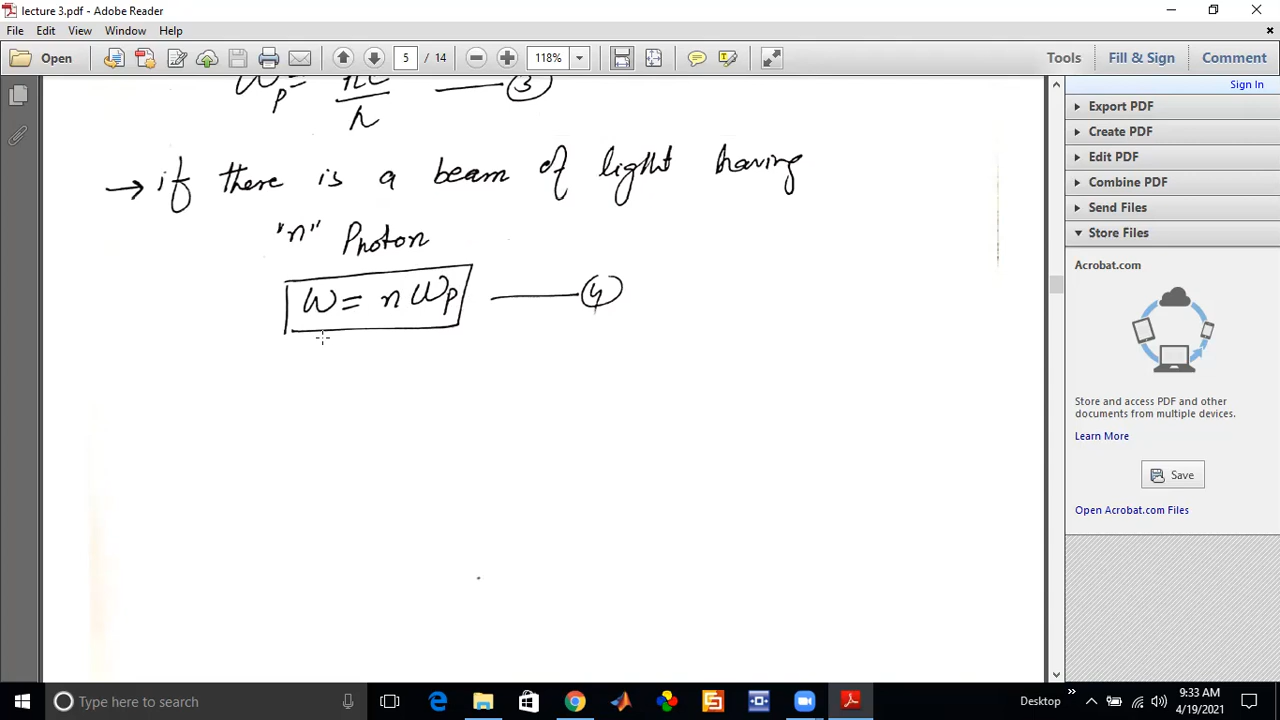 lecture 3.pdf - Adobe Reader
File Edit View Window Help
Open 5 / 14 118% Tools Fill & Sign Comment
Sign In
Export PDF
Create PDF
Edit PDF
Combine PDF
Send Files
Store Files
Acrobat.com
Store and access PDF and other
documents from multiple devices.
Learn More
Save
Open Acrobat.com Files
Wp = hc/λ —— ③
→ if there is a beam of light having
"n" Photon
W = n Wp —— ④
Type here to search
Desktop
9:33 AM
4/19/2021